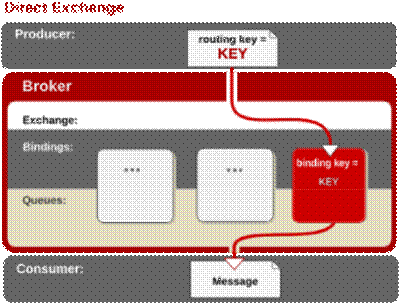 Direct Exchange
Producer:
routing key =
KEY
Broker
Exchange:
Bindings:
...
...
binding key =
KEY
Queues:
Consumer:
Message